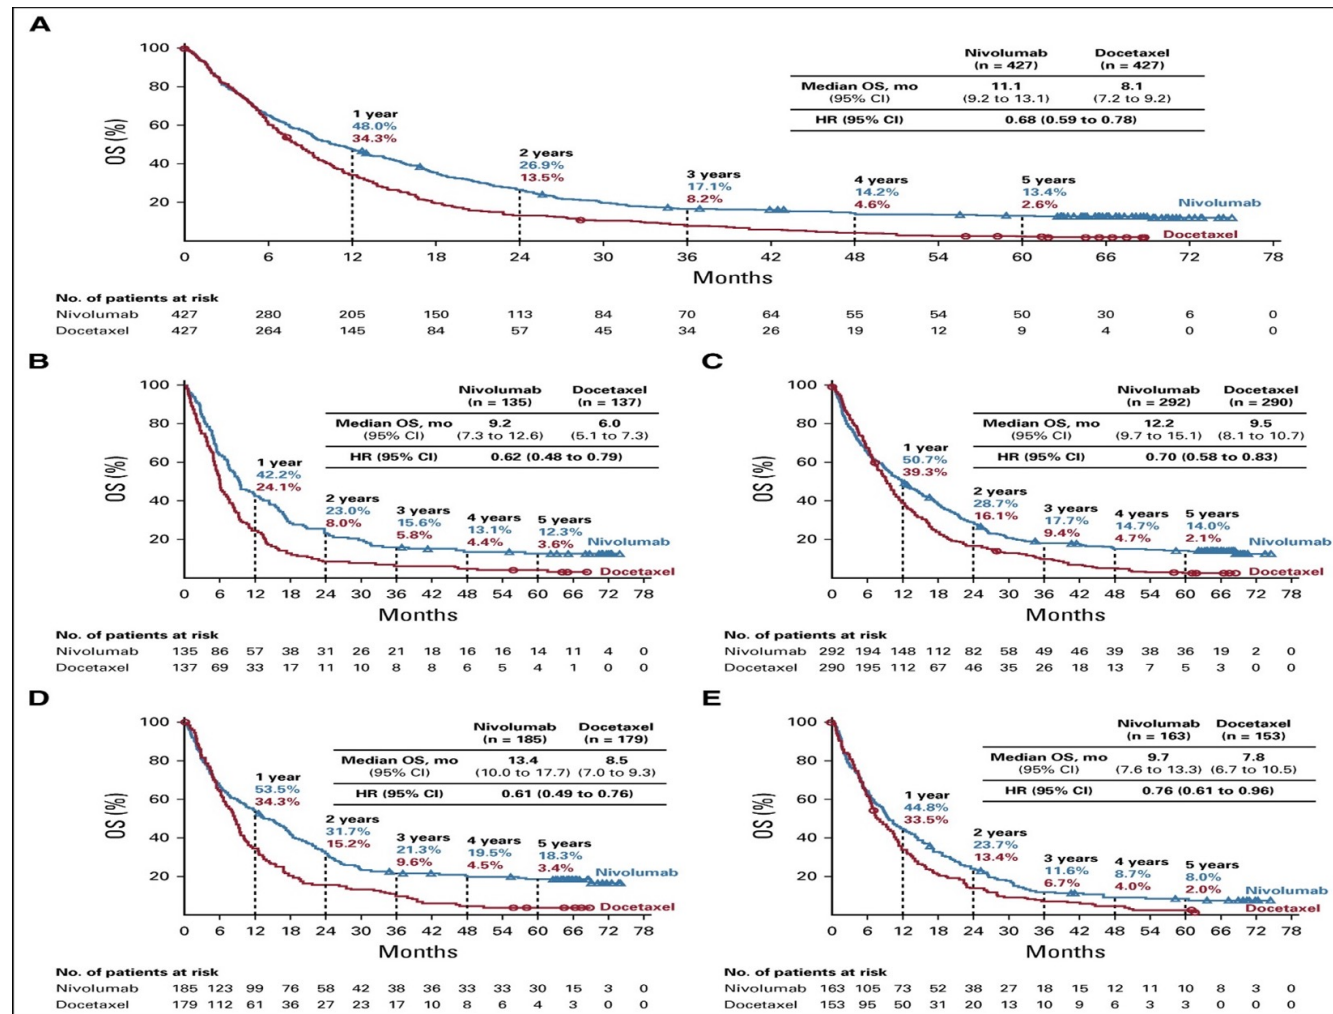 A
Nivolumab Docetaxel
(n = 427) (n = 427)
Median OS, mo 11.1 8.1
(95% CI) (9.2 to 13.1) (7.2 to 9.2)
HR (95% CI) 0.68 (0.59 to 0.78)
OS (%)
100
80
60
40
20
1 year
48.0%
34.3%
2 years
26.9%
13.5%
3 years
17.1%
8.2%
4 years
14.2%
4.6%
5 years
13.4%
2.6%
Nivolumab
Docetaxel
0 6 12 18 24 30 36 42 48 54 60 66 72 78
Months
No. of patients at risk
Nivolumab 427 280 205 150 113 84 70 64 55 54 50 30 6 0
Docetaxel 427 264 145 84 57 45 34 26 19 12 9 4 0 0
B
Nivolumab Docetaxel
(n = 135) (n = 137)
Median OS, mo 9.2 6.0
(95% CI) (7.3 to 12.6) (5.1 to 7.3)
HR (95% CI) 0.62 (0.48 to 0.79)
OS (%)
100
80
60
40
20
1 year
42.2%
24.1%
2 years
23.0%
8.0%
3 years
15.6%
5.8%
4 years
13.1%
4.4%
5 years
12.3%
3.6%
Nivolumab
Docetaxel
0 6 12 18 24 30 36 42 48 54 60 66 72 78
Months
No. of patients at risk
Nivolumab 135 86 57 38 31 26 21 18 16 16 14 11 4 0
Docetaxel 137 69 33 17 11 10 8 8 6 5 4 1 0 0
C
Nivolumab Docetaxel
(n = 292) (n = 290)
Median OS, mo 12.2 9.5
(95% CI) (9.7 to 15.1) (8.1 to 10.7)
HR (95% CI) 0.70 (0.58 to 0.83)
OS (%)
100
80
60
40
20
1 year
50.7%
39.3%
2 years
28.7%
16.1%
3 years
17.7%
9.4%
4 years
14.7%
4.7%
5 years
14.0%
2.1%
Nivolumab
Docetaxel
0 6 12 18 24 30 36 42 48 54 60 66 72 78
Months
No. of patients at risk
Nivolumab 292 194 148 112 82 58 49 46 39 38 36 19 2 0
Docetaxel 290 195 112 67 46 35 26 18 13 7 5 3 0 0
D
Nivolumab Docetaxel
(n = 185) (n = 179)
Median OS, mo 13.4 8.5
(95% CI) (10.0 to 17.7) (7.0 to 9.3)
HR (95% CI) 0.61 (0.49 to 0.76)
OS (%)
100
80
60
40
20
1 year
53.5%
34.3%
2 years
31.7%
15.2%
3 years
21.3%
9.6%
4 years
19.5%
4.5%
5 years
18.3%
3.4%
Nivolumab
Docetaxel
0 6 12 18 24 30 36 42 48 54 60 66 72 78
Months
No. of patients at risk
Nivolumab 185 123 99 76 58 42 38 36 33 33 30 15 3 0
Docetaxel 179 112 61 36 27 23 17 10 8 6 4 3 0 0
E
Nivolumab Docetaxel
(n = 163) (n = 153)
Median OS, mo 9.7 7.8
(95% CI) (7.6 to 13.3) (6.7 to 10.5)
HR (95% CI) 0.76 (0.61 to 0.96)
OS (%)
100
80
60
40
20
1 year
44.8%
33.5%
2 years
23.7%
13.4%
3 years
11.6%
6.7%
4 years
8.7%
4.0%
5 years
8.0%
2.0%
Nivolumab
Docetaxel
0 6 12 18 24 30 36 42 48 54 60 66 72 78
Months
No. of patients at risk
Nivolumab 163 105 73 52 38 27 18 15 12 11 10 8 3 0
Docetaxel 153 95 50 31 20 13 10 9 6 3 3 0 0 0